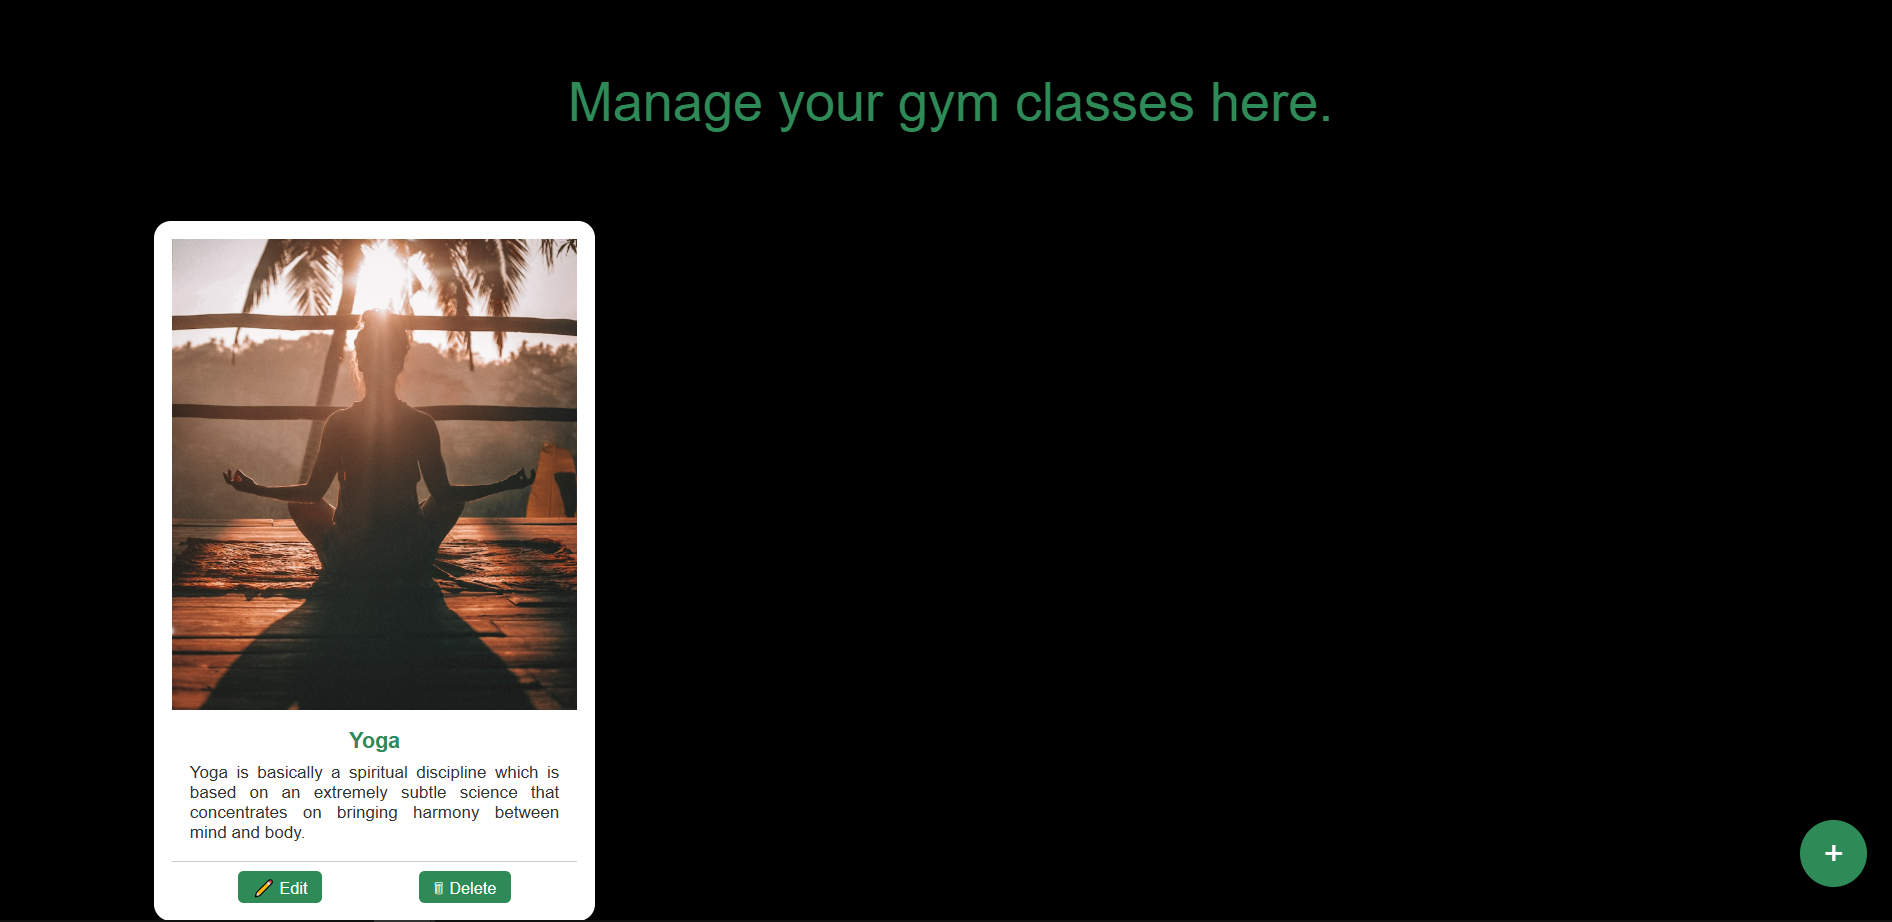 Manage your gym classes here.
Yoga
Yoga is basically a spiritual discipline which is
based on an extremely subtle science that
concentrates on bringing harmony between
mind and body.
Edit
Delete
+